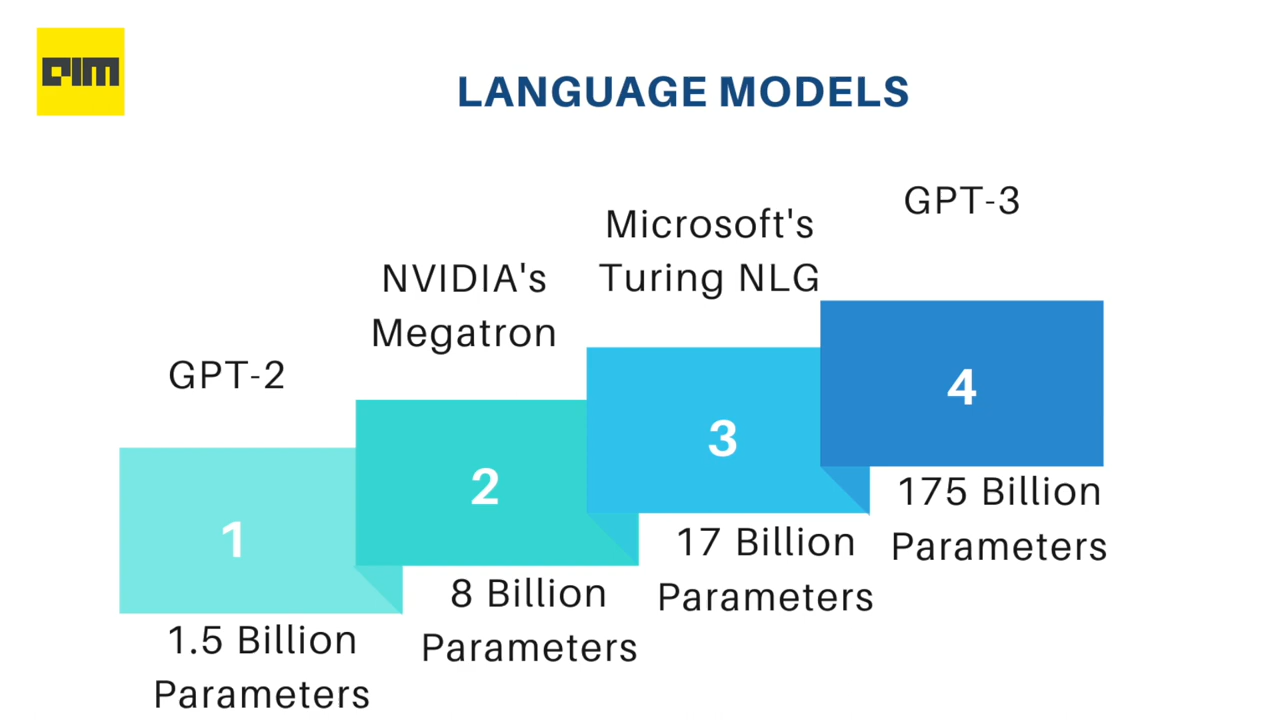 AIM
LANGUAGE MODELS
GPT-2
1
1.5 Billion
Parameters
NVIDIA's
Megatron
2
8 Billion
Parameters
Microsoft's
Turing NLG
3
17 Billion
Parameters
GPT-3
4
175 Billion
Parameters